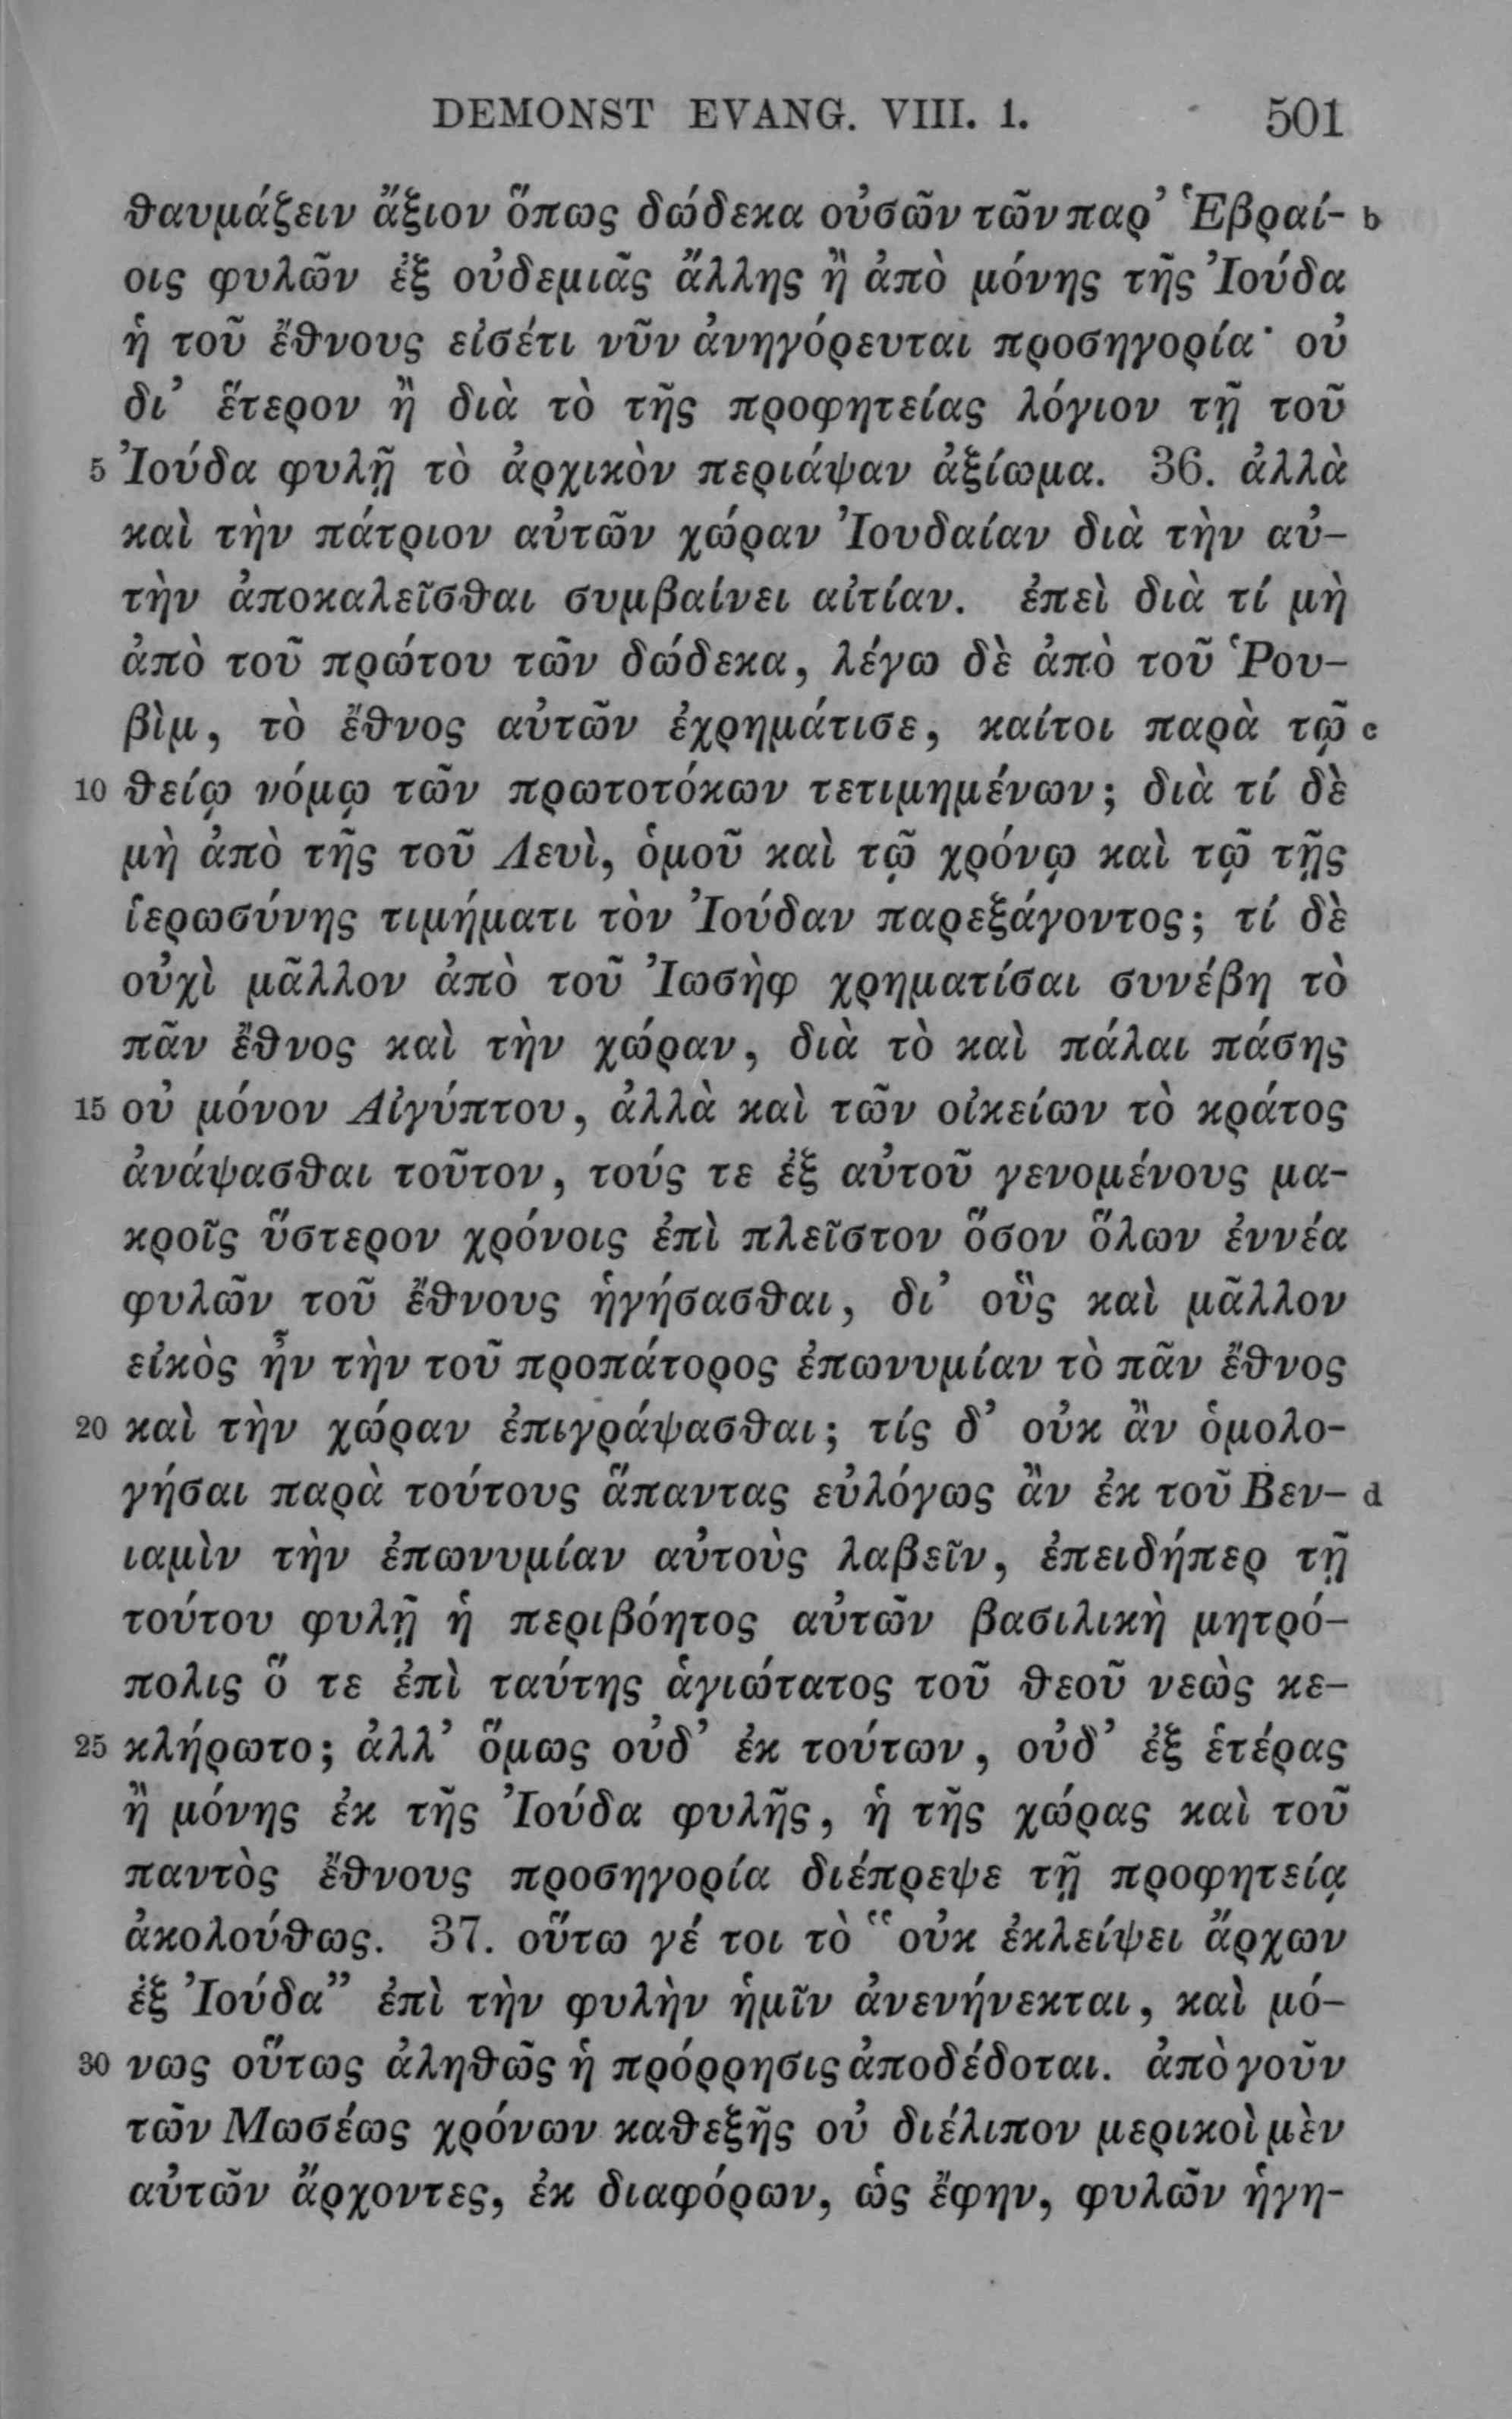 DEMONST EVANG. VIII. 1. 501
θαυμάζειν ἄξιον ὅπως δώδεκα οὐσῶν τῶν παρ’ Ἑβραί- b
οις φυλῶν ἐξ οὐδεμιᾶς ἄλλης ἢ ἀπὸ μόνης τῆς Ἰούδα
ἡ τοῦ ἔθνους εἰσέτι νῦν ἀνηγόρευται προσηγορία· οὐ
δι’ ἕτερον ἢ διὰ τὸ τῆς προφητείας λόγιον τῇ τοῦ
5 Ἰούδα φυλῇ τὸ ἀρχικὸν περιάψαν ἀξίωμα. 36. ἀλλὰ
καὶ τὴν πάτριον αὐτῶν χώραν Ἰουδαίαν διὰ τὴν αὐ-
τὴν ἀποκαλεῖσθαι συμβαίνει αἰτίαν. ἐπεὶ διὰ τί μὴ
ἀπὸ τοῦ πρώτου τῶν δώδεκα, λέγω δὲ ἀπὸ τοῦ Ῥου-
βὶμ, τὸ ἔθνος αὐτῶν ἐχρημάτισε, καίτοι παρὰ τῷ c
10 θείῳ νόμῳ τῶν πρωτοτόκων τετιμημένων; διὰ τί δὲ
μὴ ἀπὸ τῆς τοῦ Λευὶ, ὁμοῦ καὶ τῷ χρόνῳ καὶ τῷ τῆς
ἱερωσύνης τιμήματι τὸν Ἰούδαν παρεξάγοντος; τί δὲ
οὐχὶ μᾶλλον ἀπὸ τοῦ Ἰωσὴφ χρηματίσαι συνέβη τὸ
πᾶν ἔθνος καὶ τὴν χώραν, διὰ τὸ καὶ πάλαι πάσης
15 οὐ μόνον Αἰγύπτου, ἀλλὰ καὶ τῶν οἰκείων τὸ κράτος
ἀνάψασθαι τοῦτον, τούς τε ἐξ αὐτοῦ γενομένους μα-
κροῖς ὕστερον χρόνοις ἐπὶ πλεῖστον ὅσον ὅλων ἐννέα
φυλῶν τοῦ ἔθνους ἡγήσασθαι, δι’ οὓς καὶ μᾶλλον
εἰκὸς ἦν τὴν τοῦ προπάτορος ἐπωνυμίαν τὸ πᾶν ἔθνος
20 καὶ τὴν χώραν ἐπιγράψασθαι; τίς δ’ οὐκ ἂν ὁμολο-
γήσαι παρὰ τούτους ἅπαντας εὐλόγως ἂν ἐκ τοῦ Βεν- d
ιαμὶν τὴν ἐπωνυμίαν αὐτοὺς λαβεῖν, ἐπειδήπερ τῇ
τούτου φυλῇ ἡ περιβόητος αὐτῶν βασιλικὴ μητρό-
πολις ὅ τε ἐπὶ ταύτης ἁγιώτατος τοῦ θεοῦ νεὼς κε-
25 κλήρωτο; ἀλλ’ ὅμως οὐδ’ ἐκ τούτων, οὐδ’ ἐξ ἑτέρας
ἢ μόνης ἐκ τῆς Ἰούδα φυλῆς, ἡ τῆς χώρας καὶ τοῦ
παντὸς ἔθνους προσηγορία διέπρεψε τῇ προφητείᾳ
ἀκολούθως. 37. οὕτω γέ τοι τὸ “οὐκ ἐκλείψει ἄρχων
ἐξ Ἰούδα” ἐπὶ τὴν φυλὴν ἡμῖν ἀνενήνεκται, καὶ μό-
30 νως οὕτως ἀληθῶς ἡ πρόρρησις ἀποδέδοται. ἀπὸ γοῦν
τῶν Μωσέως χρόνων καθεξῆς οὐ διέλιπον μερικοὶ μὲν
αὐτῶν ἄρχοντες, ἐκ διαφόρων, ὡς ἔφην, φυλῶν ἡγη-